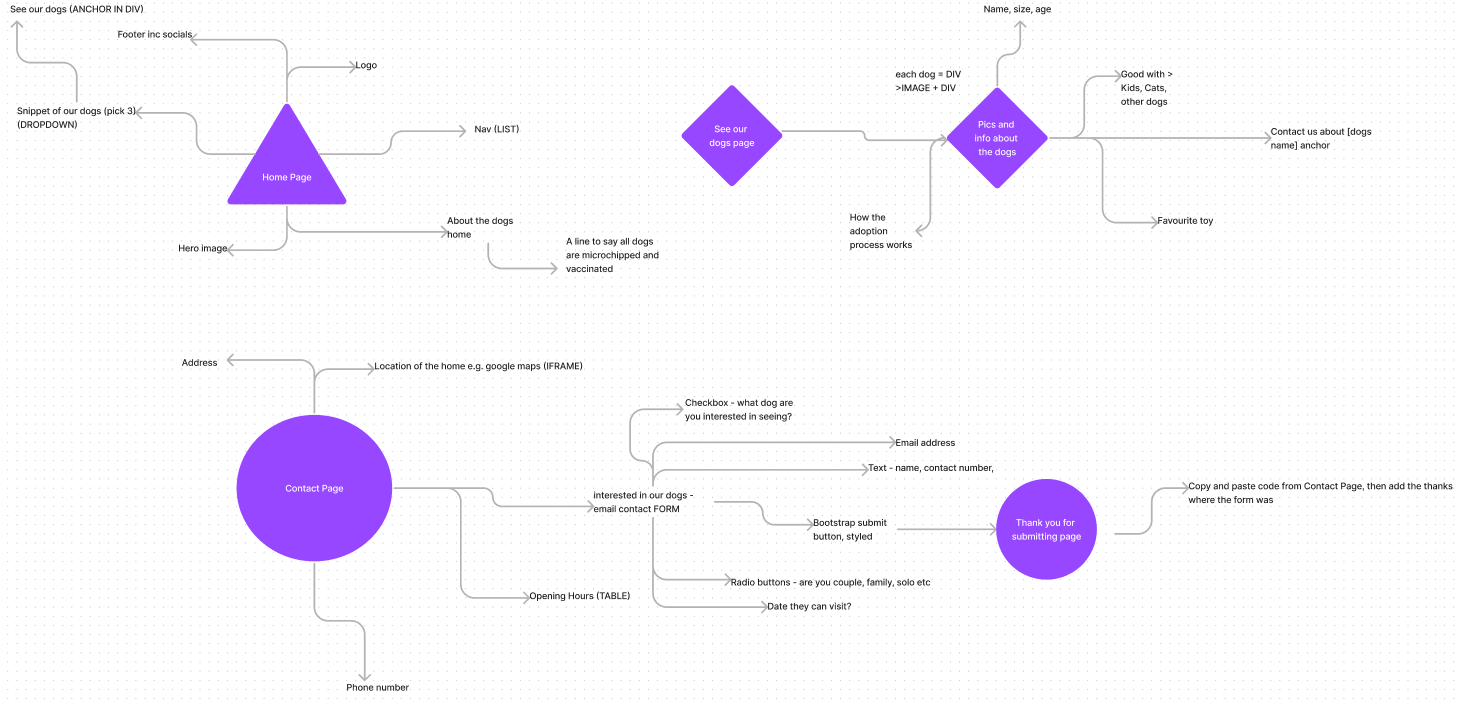 See our dogs (ANCHOR IN DIV)
Footer inc socials
Logo
Snippet of our dogs (pick 3)
(DROPDOWN)
Nav (LIST)
Home Page
About the dogs
home
Hero image
A line to say all dogs
are microchipped and
vaccinated
Name, size, age
each dog = DIV
>IMAGE + DIV
Good with >
Kids, Cats,
other dogs
See our
dogs page
Pics and
info about
the dogs
Contact us about [dogs
name] anchor
How the
adoption
process works
Favourite toy
Address
Location of the home e.g. google maps (IFRAME)
Contact Page
Checkbox - what dog are
you interested in seeing?
Email address
Text - name, contact number,
interested in our dogs -
email contact FORM
Bootstrap submit
button, styled
Thank you for
submitting page
Copy and paste code from Contact Page, then add the thanks
where the form was
Radio buttons - are you couple, family, solo etc
Opening Hours (TABLE)
Date they can visit?
Phone number